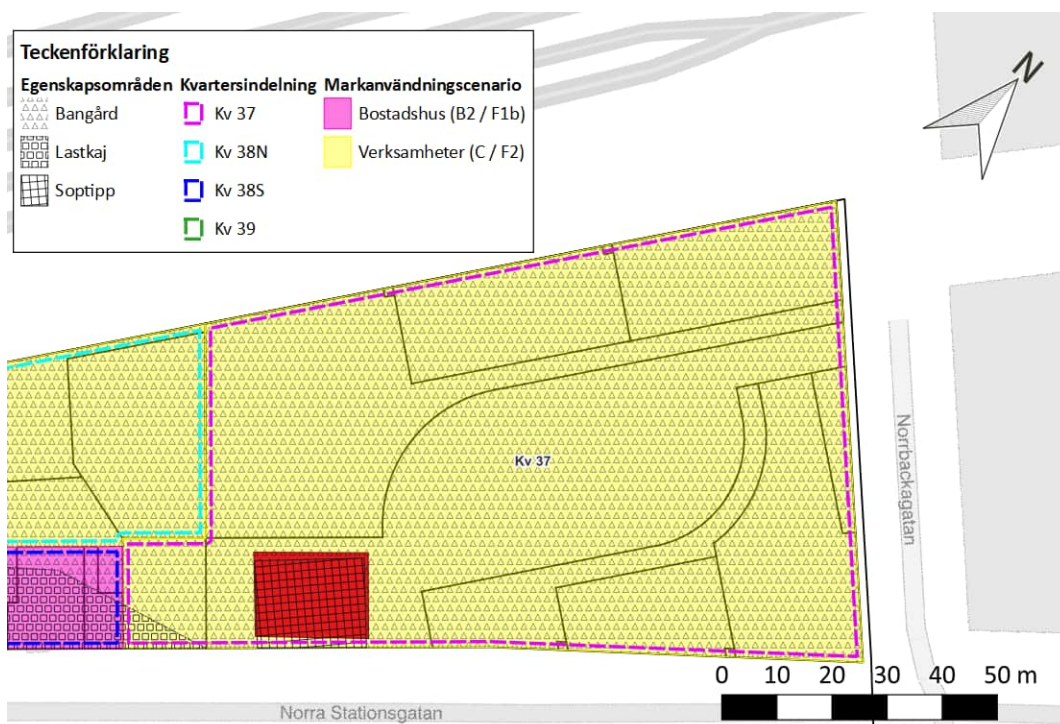 Teckenförklaring
Egenskapsområden
Bangård
Lastkaj
Soptipp
Kvartersindelning
Kv 37
Kv 38N
Kv 38S
Kv 39
Markanvändningscenario
Bostadshus (B2 / F1b)
Verksamheter (C / F2)
N
Kv 37
Norrbackagatan
0 10 20 30 40 50 m
Norra Stationsgatan